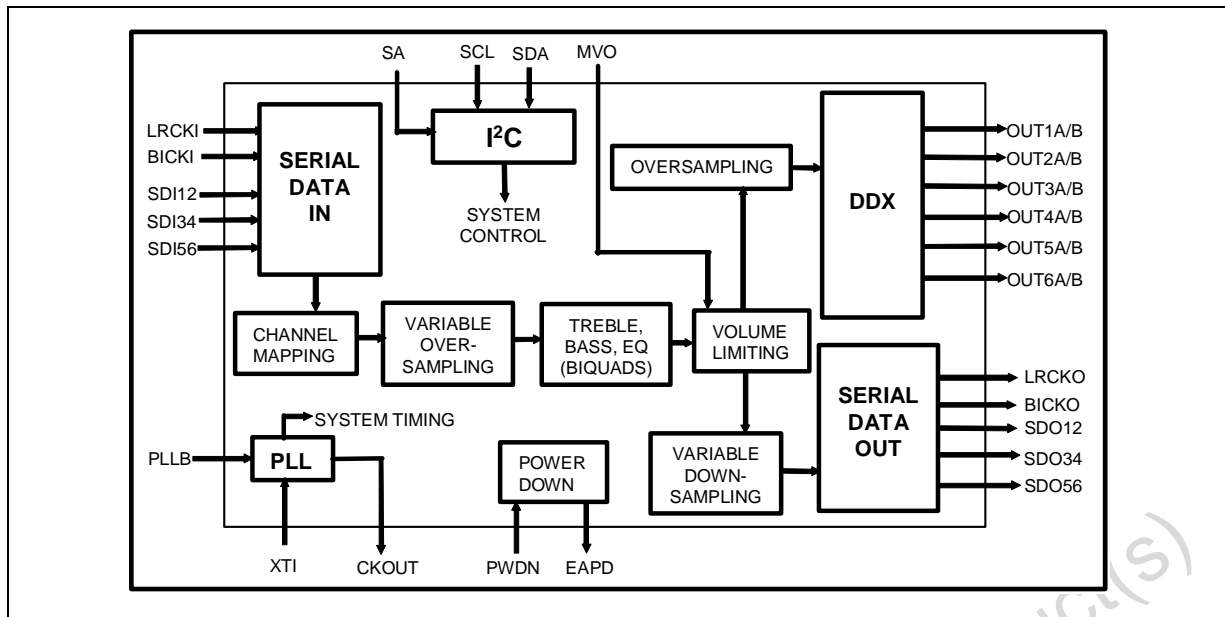 SA
SCL
SDA
MVO
LRCKI
BICKI
SDI12
SDI34
SDI56
SERIAL
DATA
IN
I²C
SYSTEM
CONTROL
OVERSAMPLING
DDX
OUT1A/B
OUT2A/B
OUT3A/B
OUT4A/B
OUT5A/B
OUT6A/B
CHANNEL
MAPPING
VARIABLE
OVER-
SAMPLING
TREBLE,
BASS, EQ
(BIQUADS)
VOLUME
LIMITING
SERIAL
DATA
OUT
LRCKO
BICKO
SDO12
SDO34
SDO56
SYSTEM TIMING
PLLB
PLL
POWER
DOWN
VARIABLE
DOWN-
SAMPLING
XTI
CKOUT
PWDN
EAPD